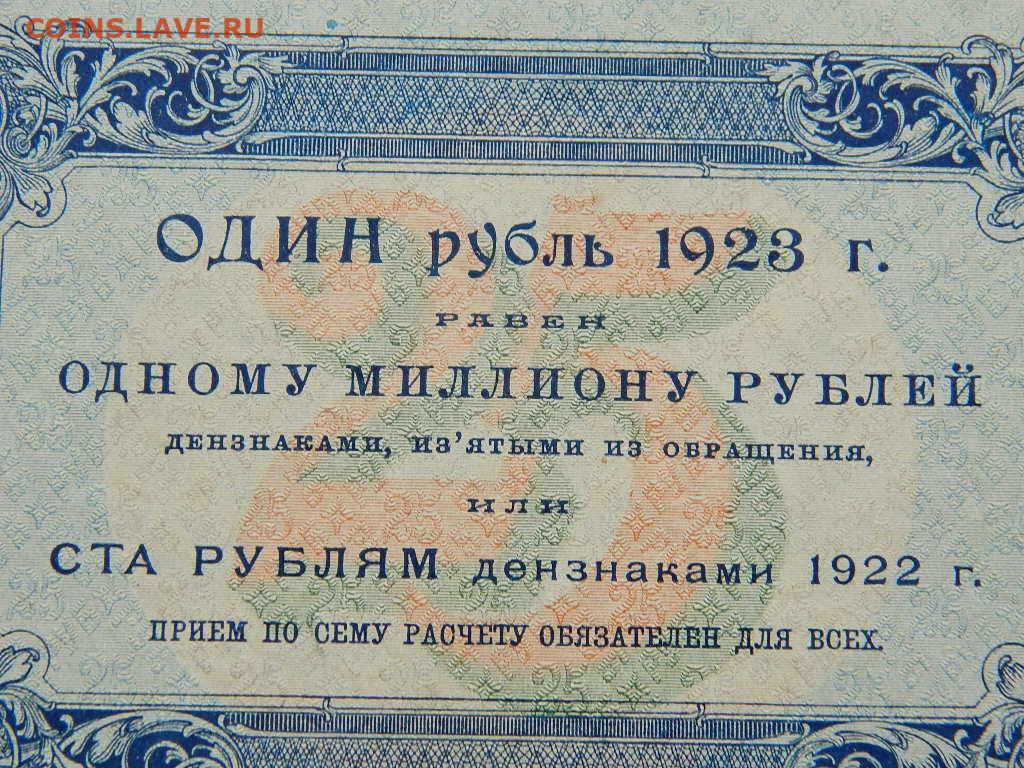 COINS.LAVE.RU
25
ОДИН рубль 1923 г.
РАВЕН
ОДНОМУ МИЛЛИОНУ РУБЛЕЙ
ДЕНЗНАКАМИ, ИЗ’ЯТЫМИ ИЗ ОБРАЩЕНИЯ,
ИЛИ
СТА РУБЛЯМ дензнаками 1922 г.
ПРИЕМ ПО СЕМУ РАСЧЕТУ ОБЯЗАТЕЛЕН ДЛЯ ВСЕХ.